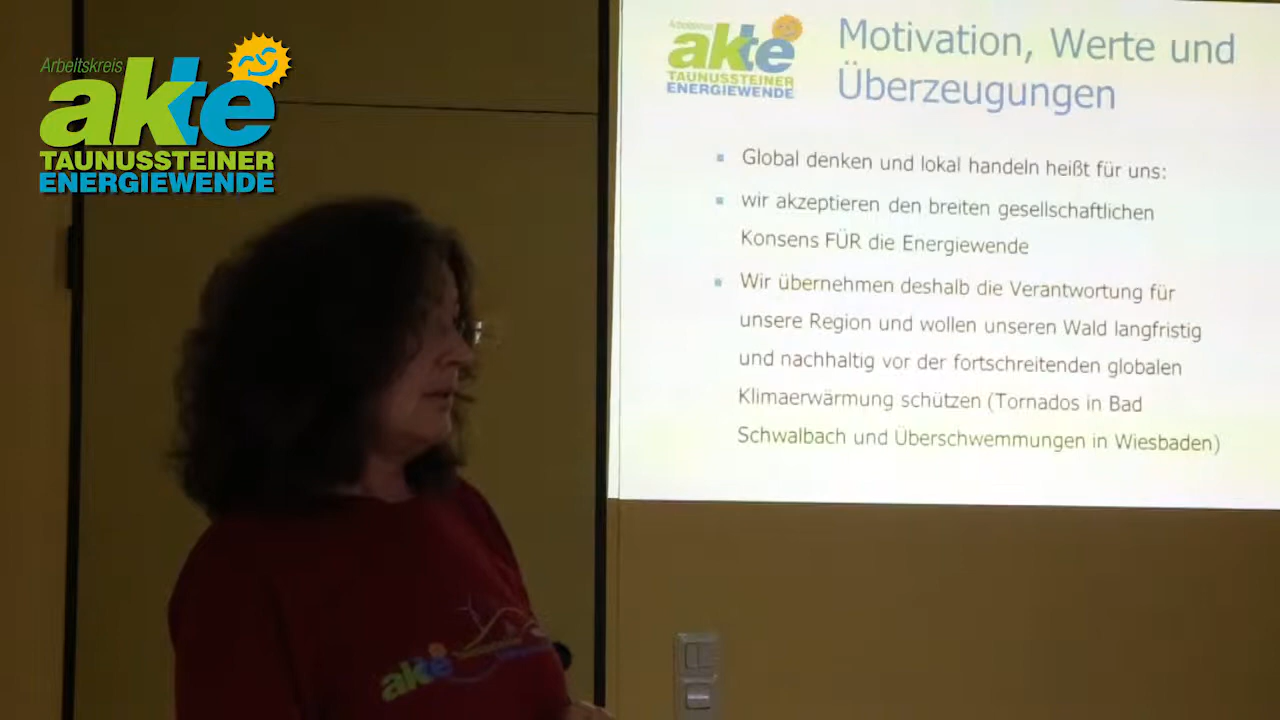 Arbeitskreis
akte
TAUNUSSTEINER
ENERGIEWENDE
Arbeitskreis
akte
TAUNUSSTEINER
ENERGIEWENDE
Motivation, Werte und
Überzeugungen
Global denken und lokal handeln heißt für uns:
wir akzeptieren den breiten gesellschaftlichen
Konsens FÜR die Energiewende
Wir übernehmen deshalb die Verantwortung für
unsere Region und wollen unseren Wald langfristig
und nachhaltig vor der fortschreitenden globalen
Klimaerwärmung schützen (Tornados in Bad
Schwalbach und Überschwemmungen in Wiesbaden)
akte